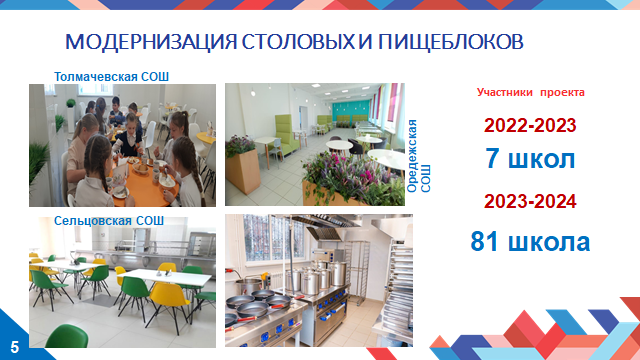 МОДЕРНИЗАЦИЯ СТОЛОВЫХ И ПИЩЕБЛОКОВ
Толмачевская СОШ
Оредежская
СОШ
Сельцовская СОШ
Участники проекта
2022-2023
7 школ
2023-2024
81 школа
5